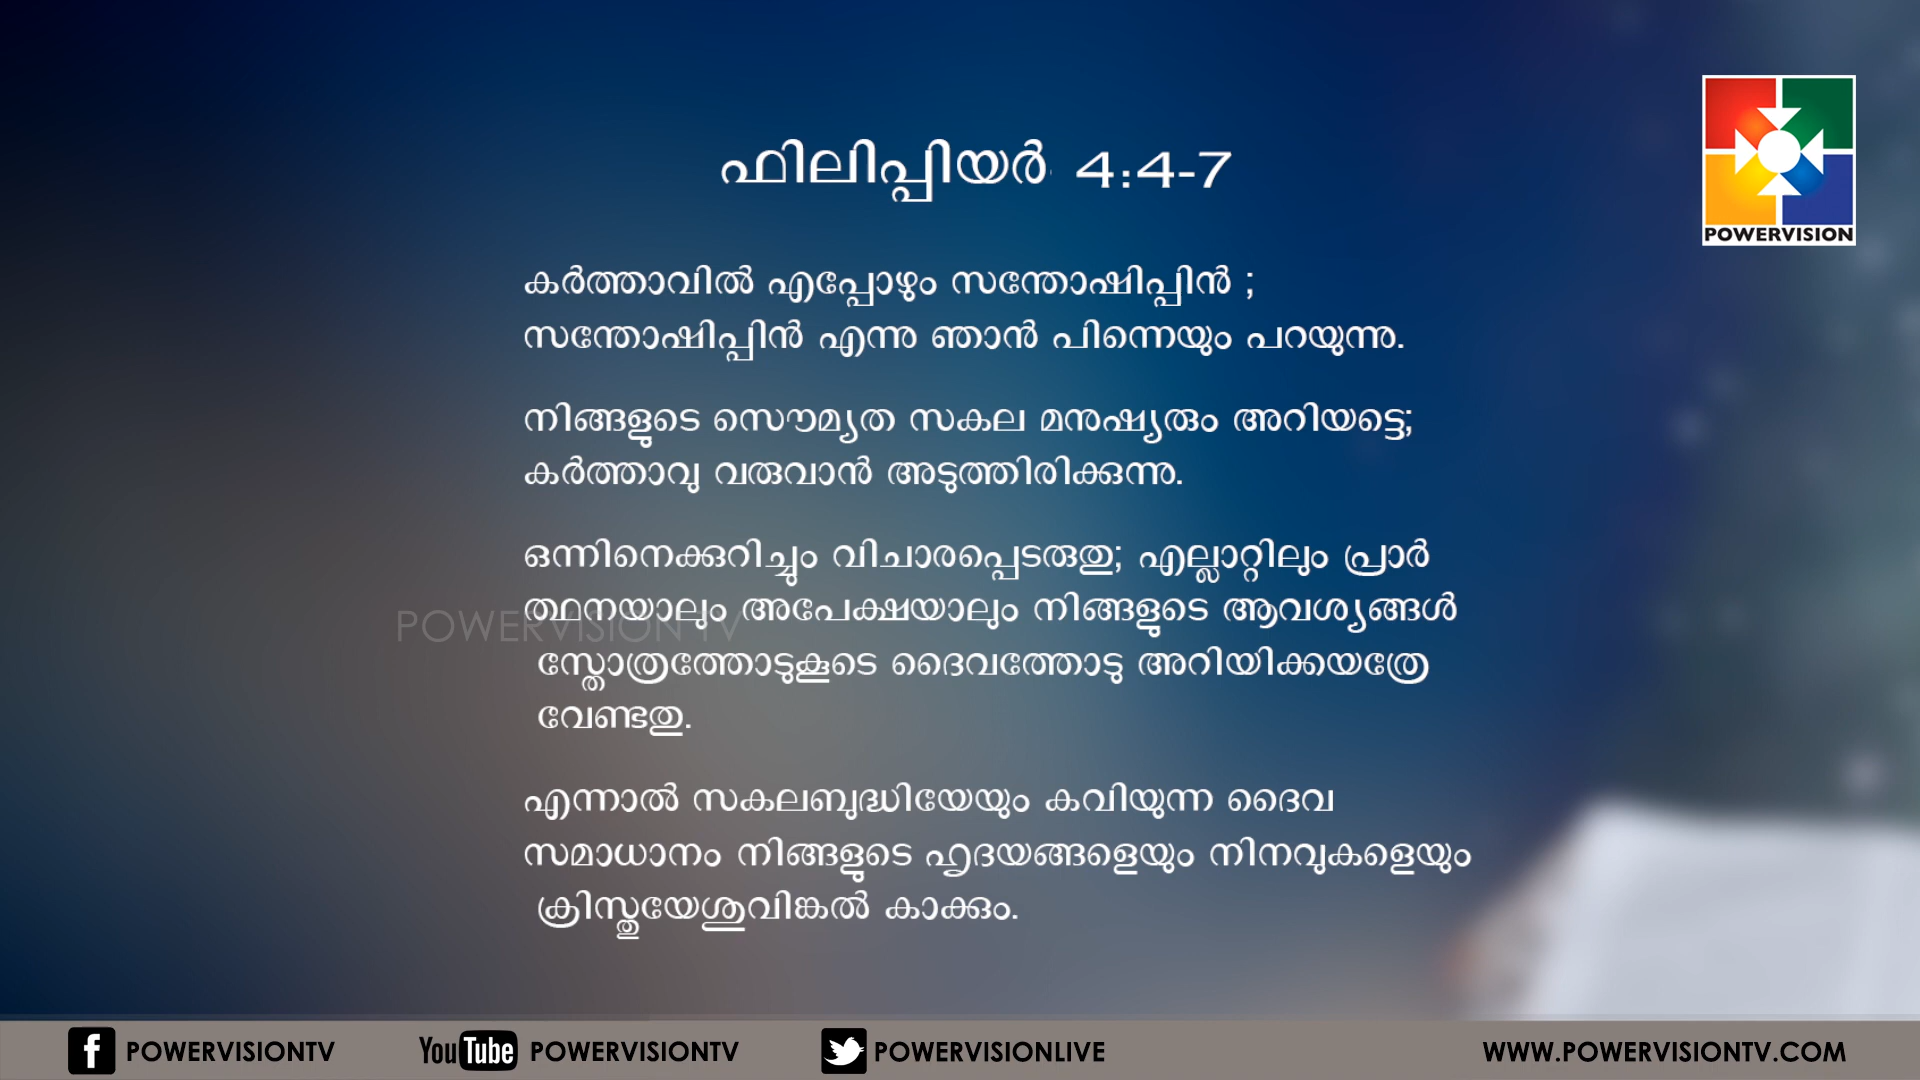 ഫിലിപ്പിയർ 4:4-7
POWERVISION
കർത്താവിൽ എപ്പോഴും സന്തോഷിപ്പിൻ ;
സന്തോഷിപ്പിൻ എന്നു ഞാൻ പിന്നെയും പറയുന്നു.
നിങ്ങളുടെ സൌമ്യത സകല മനുഷ്യരും അറിയട്ടെ;
കർത്താവു വരുവാൻ അടുത്തിരിക്കുന്നു.
ഒന്നിനെക്കുറിച്ചും വിചാരപ്പെടരുതു; എല്ലാറ്റിലും പ്രാർ
ത്ഥനയാലും അപേക്ഷയാലും നിങ്ങളുടെ ആവശ്യങ്ങൾ
POWERVISION TV
സ്തോത്രത്തോടുകൂടെ ദൈവത്തോടു അറിയിക്കയത്രേ
വേണ്ടതു.
എന്നാൽ സകലബുദ്ധിയേയും കവിയുന്ന ദൈവ
സമാധാനം നിങ്ങളുടെ ഹൃദയങ്ങളെയും നിനവുകളെയും
ക്രിസ്തുയേശുവിങ്കൽ കാക്കും.
f POWERVISIONTV YouTube POWERVISIONTV POWERVISIONLIVE WWW.POWERVISIONTV.COM